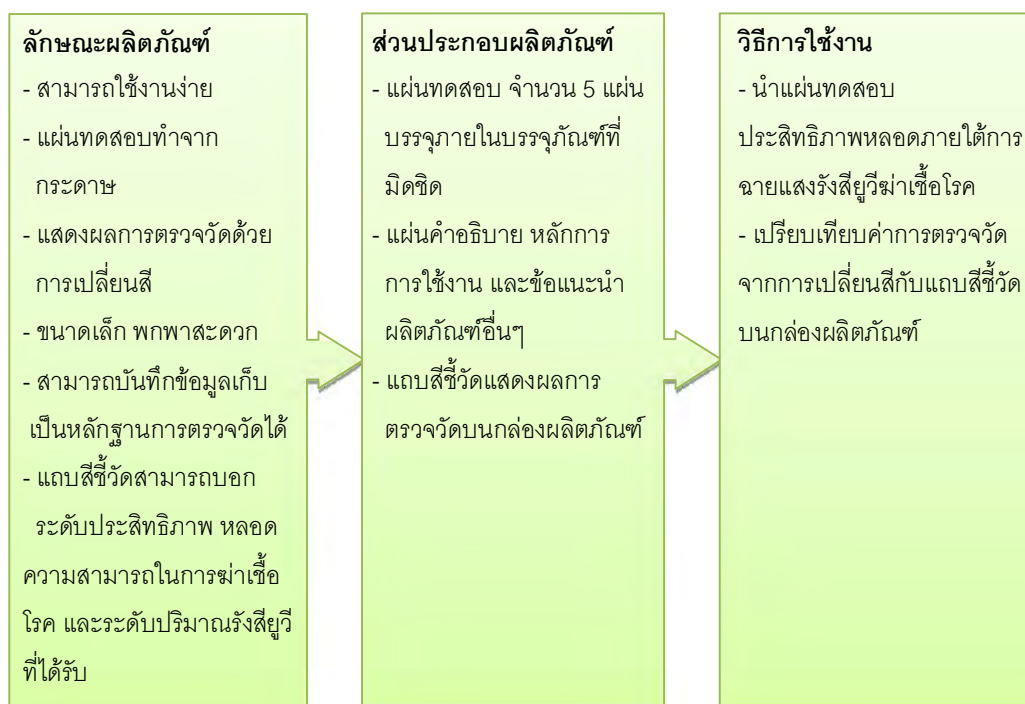 ลักษณะผลิตภัณฑ์
- สามารถใช้งานง่าย
- แผ่นทดสอบทำจาก
กระดาษ
- แสดงผลการตรวจวัดด้วย
การเปลี่ยนสี
- ขนาดเล็ก พกพาสะดวก
- สามารถบันทึกข้อมูลเก็บ
เป็นหลักฐานการตรวจวัดได้
- แถบสีชี้วัดสามารถบอก
ระดับประสิทธิภาพ หลอด
ความสามารถในการฆ่าเชื้อ
โรค และระดับปริมาณรังสียูวี
ที่ได้รับ
ส่วนประกอบผลิตภัณฑ์
- แผ่นทดสอบ จำนวน 5 แผ่น
บรรจุภายในบรรจุภัณฑ์ที่
มิดชิด
- แผ่นคำอธิบาย หลักการ
การใช้งาน และข้อแนะนำ
ผลิตภัณฑ์อื่นๆ
- แถบสีชี้วัดแสดงผลการ
ตรวจวัดบนกล่องผลิตภัณฑ์
วิธีการใช้งาน
- นำแผ่นทดสอบ
ประสิทธิภาพหลอดภายใต้การ
ฉายแสงรังสียูวีฆ่าเชื้อโรค
- เปรียบเทียบค่าการตรวจวัด
จากการเปลี่ยนสีกับแถบสีชี้วัด
บนกล่องผลิตภัณฑ์